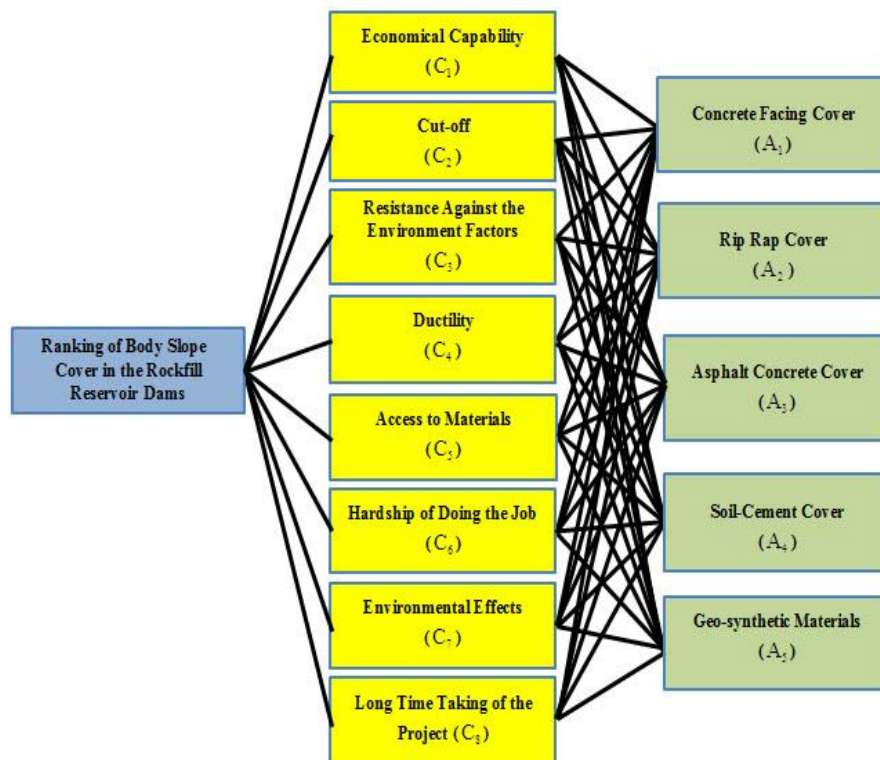 Ranking of Body Slope
Cover in the Rockfill
Reservoir Dams
Economical Capability
(C₁)
Cut-off
(C₂)
Resistance Against the
Environment Factors
(C₃)
Ductility
(C₄)
Access to Materials
(C₅)
Hardship of Doing the Job
(C₆)
Environmental Effects
(C₇)
Long Time Taking of the
Project (C₈)
Concrete Facing Cover
(A₁)
Rip Rap Cover
(A₂)
Asphalt Concrete Cover
(A₃)
Soil-Cement Cover
(A₄)
Geo-synthetic Materials
(A₅)